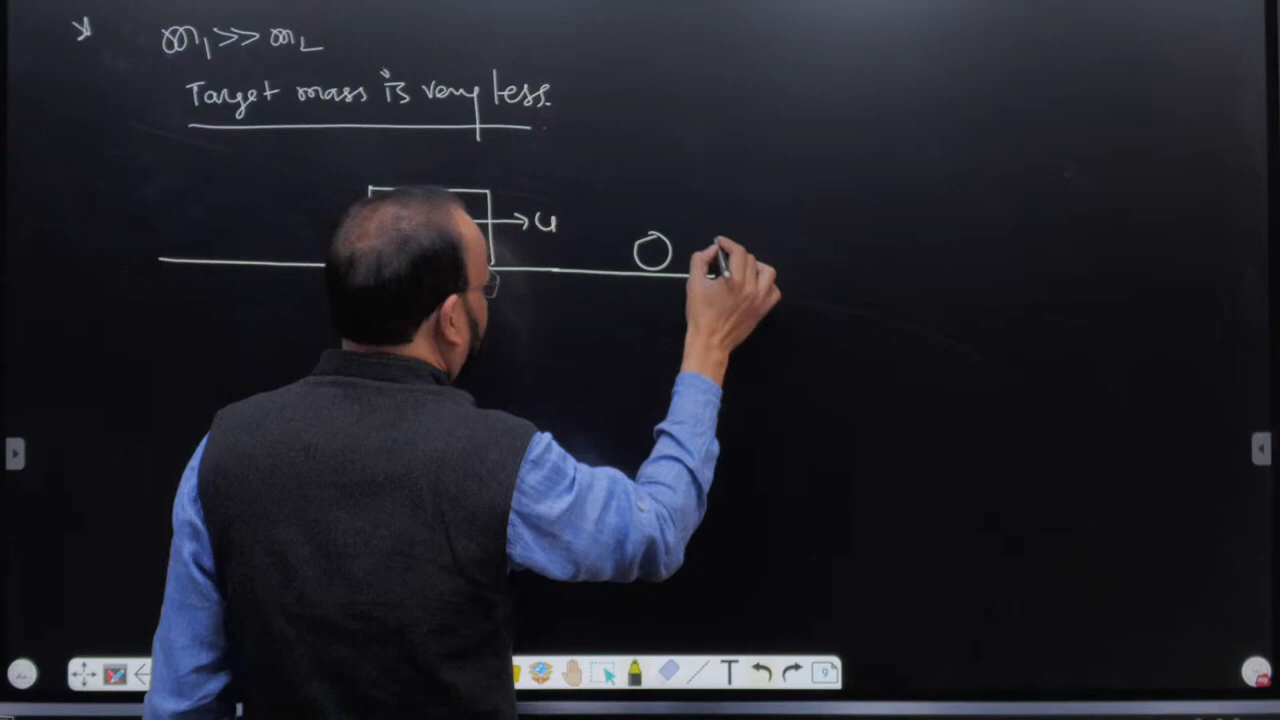 m₁ >> m₂
Target mass is very less.
→ u